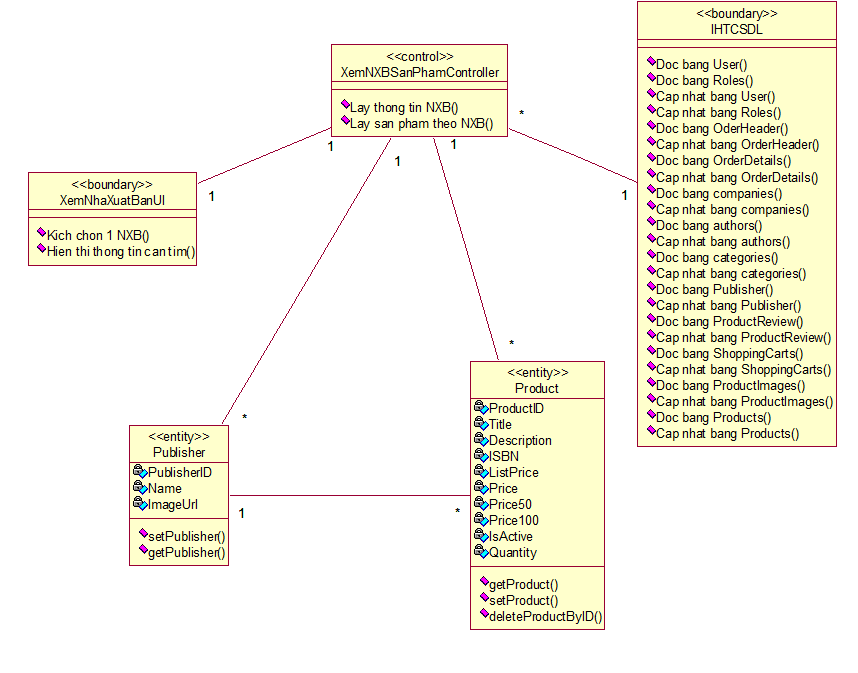 <<control>>
XemNXBSanPhamController
Lay thong tin NXB()
Lay san pham theo NXB()
1
1
1
*
<<boundary>>
IHTCSDL
Doc bang User()
Doc bang Roles()
Cap nhat bang User()
Cap nhat bang Roles()
Doc bang OderHeader()
Cap nhat bang OrderHeader()
Doc bang OrderDetails()
Cap nhat bang OrderDetails()
Doc bang companies()
Cap nhat bang companies()
Doc bang authors()
Cap nhat bang authors()
Doc bang categories()
Cap nhat bang categories()
Doc bang Publisher()
Cap nhat bang Publisher()
Doc bang ProductReview()
Cap nhat bang ProductReview()
Doc bang ShoppingCarts()
Cap nhat bang ShoppingCarts()
Doc bang ProductImages()
Cap nhat bang ProductImages()
Doc bang Products()
Cap nhat bang Products()
1
<<boundary>>
XemNhaXuatBanUI
Kich chon 1 NXB()
Hien thi thong tin can tim()
1
<<entity>>
Publisher
PublisherID
Name
ImageUrl
setPublisher()
getPublisher()
*
1
*
<<entity>>
Product
ProductID
Title
Description
ISBN
ListPrice
Price
Price50
Price100
IsActive
Quantity
getProduct()
setProduct()
deleteProductByID()
*